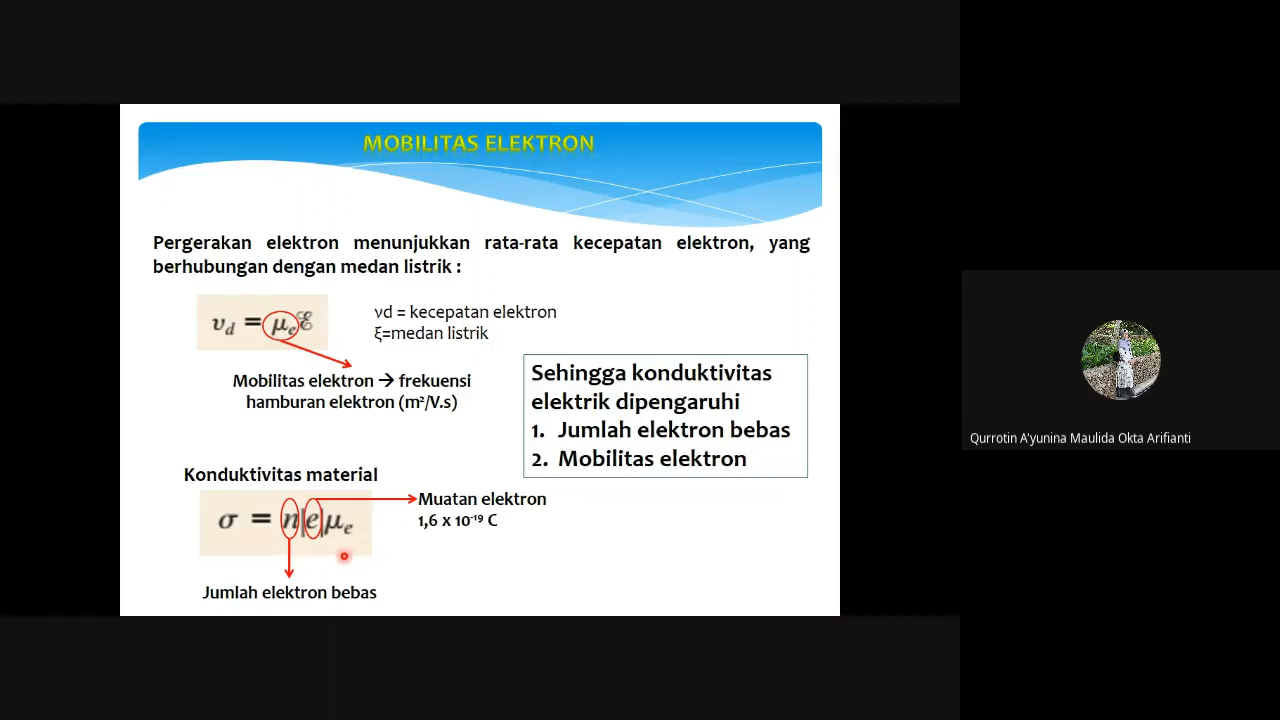 MOBILITAS ELEKTRON
Pergerakan elektron menunjukkan rata-rata kecepatan elektron, yang
berhubungan dengan medan listrik :
υd = μeℰ
νd = kecepatan elektron
ξ=medan listrik
Mobilitas elektron → frekuensi
hamburan elektron (m²/V.s)
Sehingga konduktivitas
elektrik dipengaruhi
1. Jumlah elektron bebas
2. Mobilitas elektron
Konduktivitas material
σ = n|e|μe
Muatan elektron
1,6 x 10⁻¹⁹ C
Jumlah elektron bebas
Qurrotin A'yunina Maulida Okta Arifianti